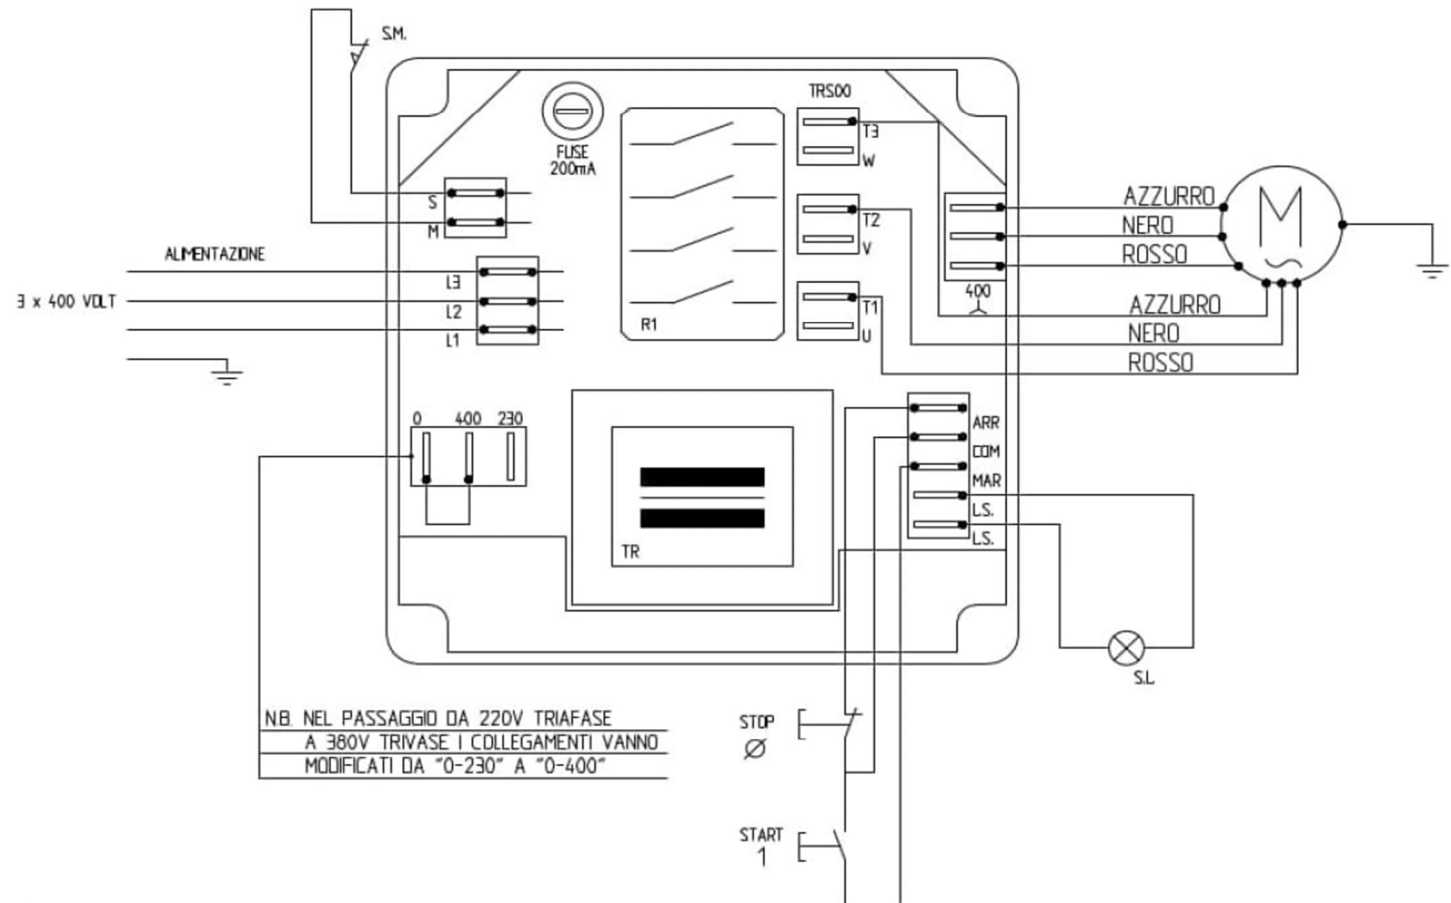 S.M.
TRS00
FUSE
200mA
T3
W
S
M
T2
V
AZZURRO
NERO
ROSSO
M
ALIMENTAZIONE
L3
3 x 400 VOLT
L2
L1
R1
T1
U
400
AZZURRO
NERO
ROSSO
0 400 230
ARR
COM
MAR
L.S.
L.S.
TR
S.L
N.B. NEL PASSAGGIO DA 220V TRIAFASE
A 380V TRIVASE I COLLEGAMENTI VANNO
MODIFICATI DA "0-230" A "0-400"
STOP
Ø
START
1